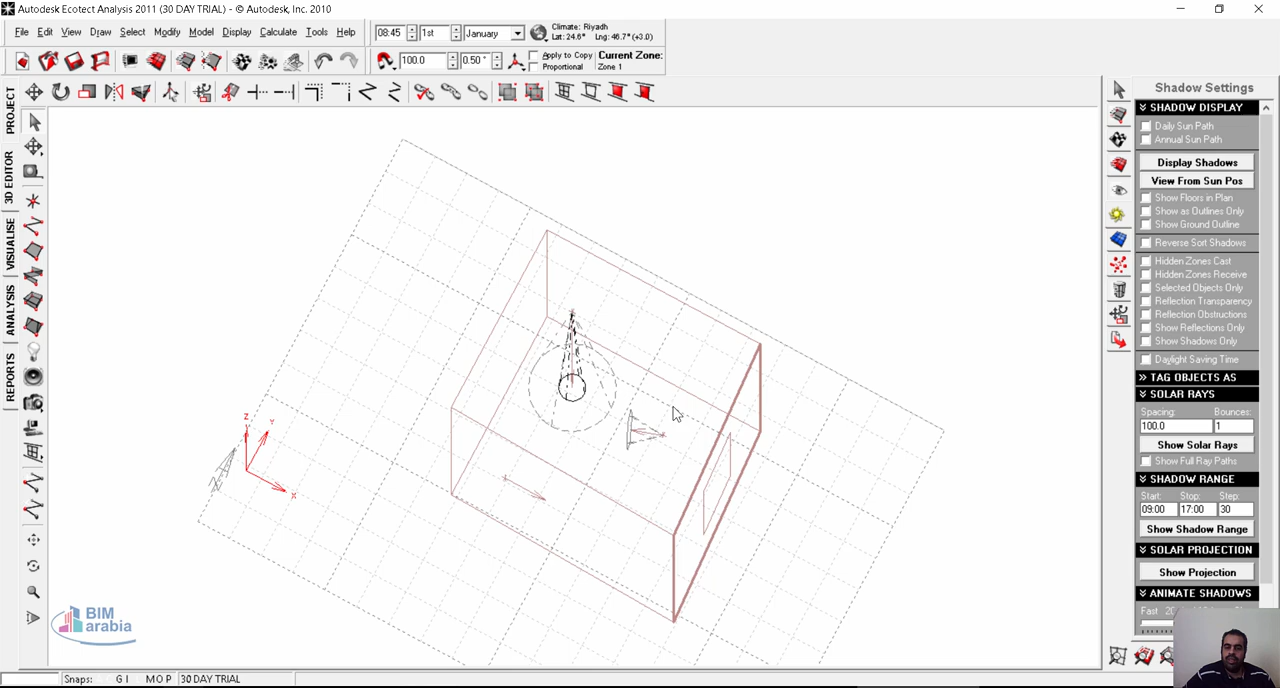 Autodesk Ecotect Analysis 2011 (30 DAY TRIAL) - © Autodesk, Inc. 2010
File Edit View Draw Select Modify Model Display Calculate Tools Help
08:45 1st January
Climate: Riyadh
Lat: 24.6° Lng: 46.7° (+3.0)
100.0 0.50 °
Apply to Copy
Proportional
Current Zone:
Zone 1
PROJECT
3D EDITOR
VISUALISE
ANALYSIS
REPORTS
Z
Y
X
BIM
arabia
Shadow Settings
SHADOW DISPLAY
Daily Sun Path
Annual Sun Path
Display Shadows
View From Sun Pos
Show Floors in Plan
Show as Outlines Only
Show Ground Outline
Reverse Sort Shadows
Hidden Zones Cast
Hidden Zones Receive
Selected Objects Only
Reflection Transparency
Reflection Obstructions
Show Reflections Only
Show Shadows Only
Daylight Saving Time
TAG OBJECTS AS
SOLAR RAYS
Spacing: Bounces:
100.0 1
Show Solar Rays
Show Full Ray Paths
SHADOW RANGE
Start: Stop: Step:
09:00 17:00 30
Show Shadow Range
SOLAR PROJECTION
Show Projection
ANIMATE SHADOWS
Fast
Snaps: G I M O P 30 DAY TRIAL